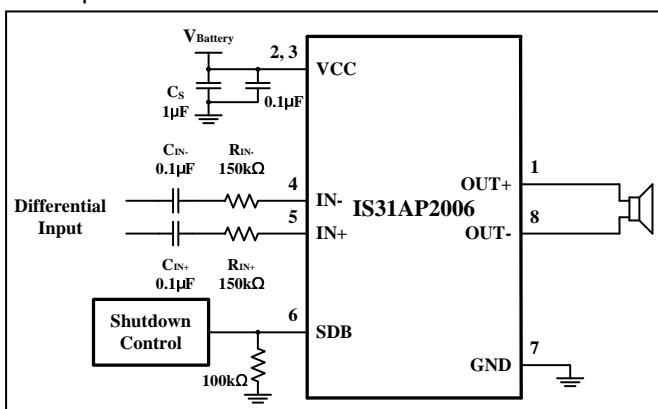 VBattery
2, 3
VCC
CS
1μF
0.1μF
CIN-
0.1μF
RIN-
150kΩ
4
IN-
Differential
Input
5
IN+
CIN+
0.1μF
RIN+
150kΩ
IS31AP2006
1
OUT+
8
OUT-
Shutdown
Control
6
SDB
100kΩ
7
GND